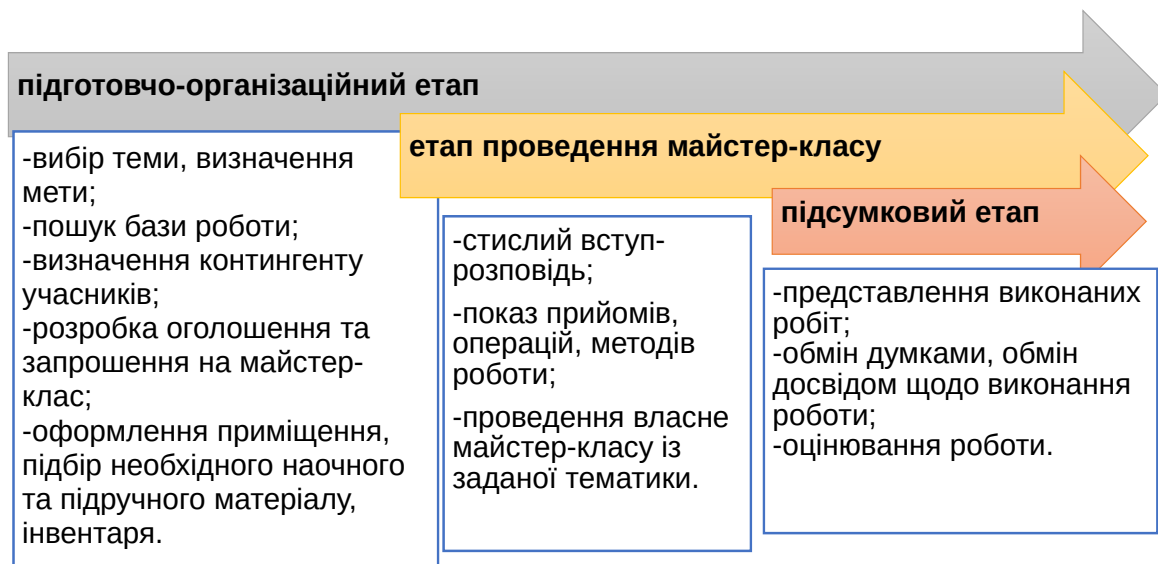 підготовчо-організаційний етап
-вибір теми, визначення
мети;
-пошук бази роботи;
-визначення контингенту
учасників;
-розробка оголошення та
запрошення на майстер-
клас;
-оформлення приміщення,
підбір необхідного наочного
та підручного матеріалу,
інвентаря.
етап проведення майстер-класу
-стислий вступ-
розповідь;
-показ прийомів,
операцій, методів
роботи;
-проведення власне
майстер-класу із
заданої тематики.
підсумковий етап
-представлення виконаних
робіт;
-обмін думками, обмін
досвідом щодо виконання
роботи;
-оцінювання роботи.